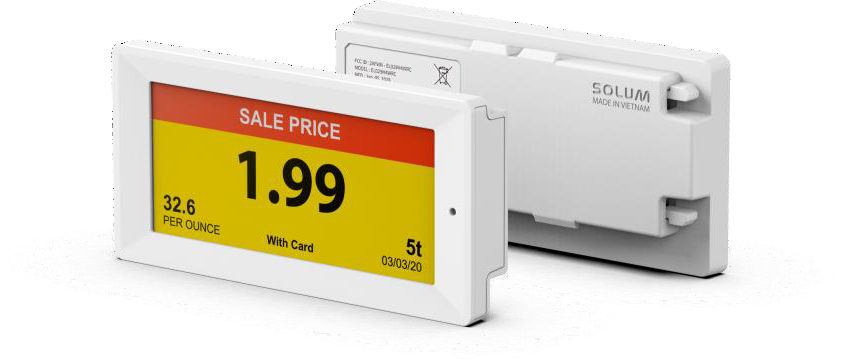 SALE PRICE
1.99
32.6
PER OUNCE
With Card
5t
03/03/20
SOLUM
MADE IN VIETNAM